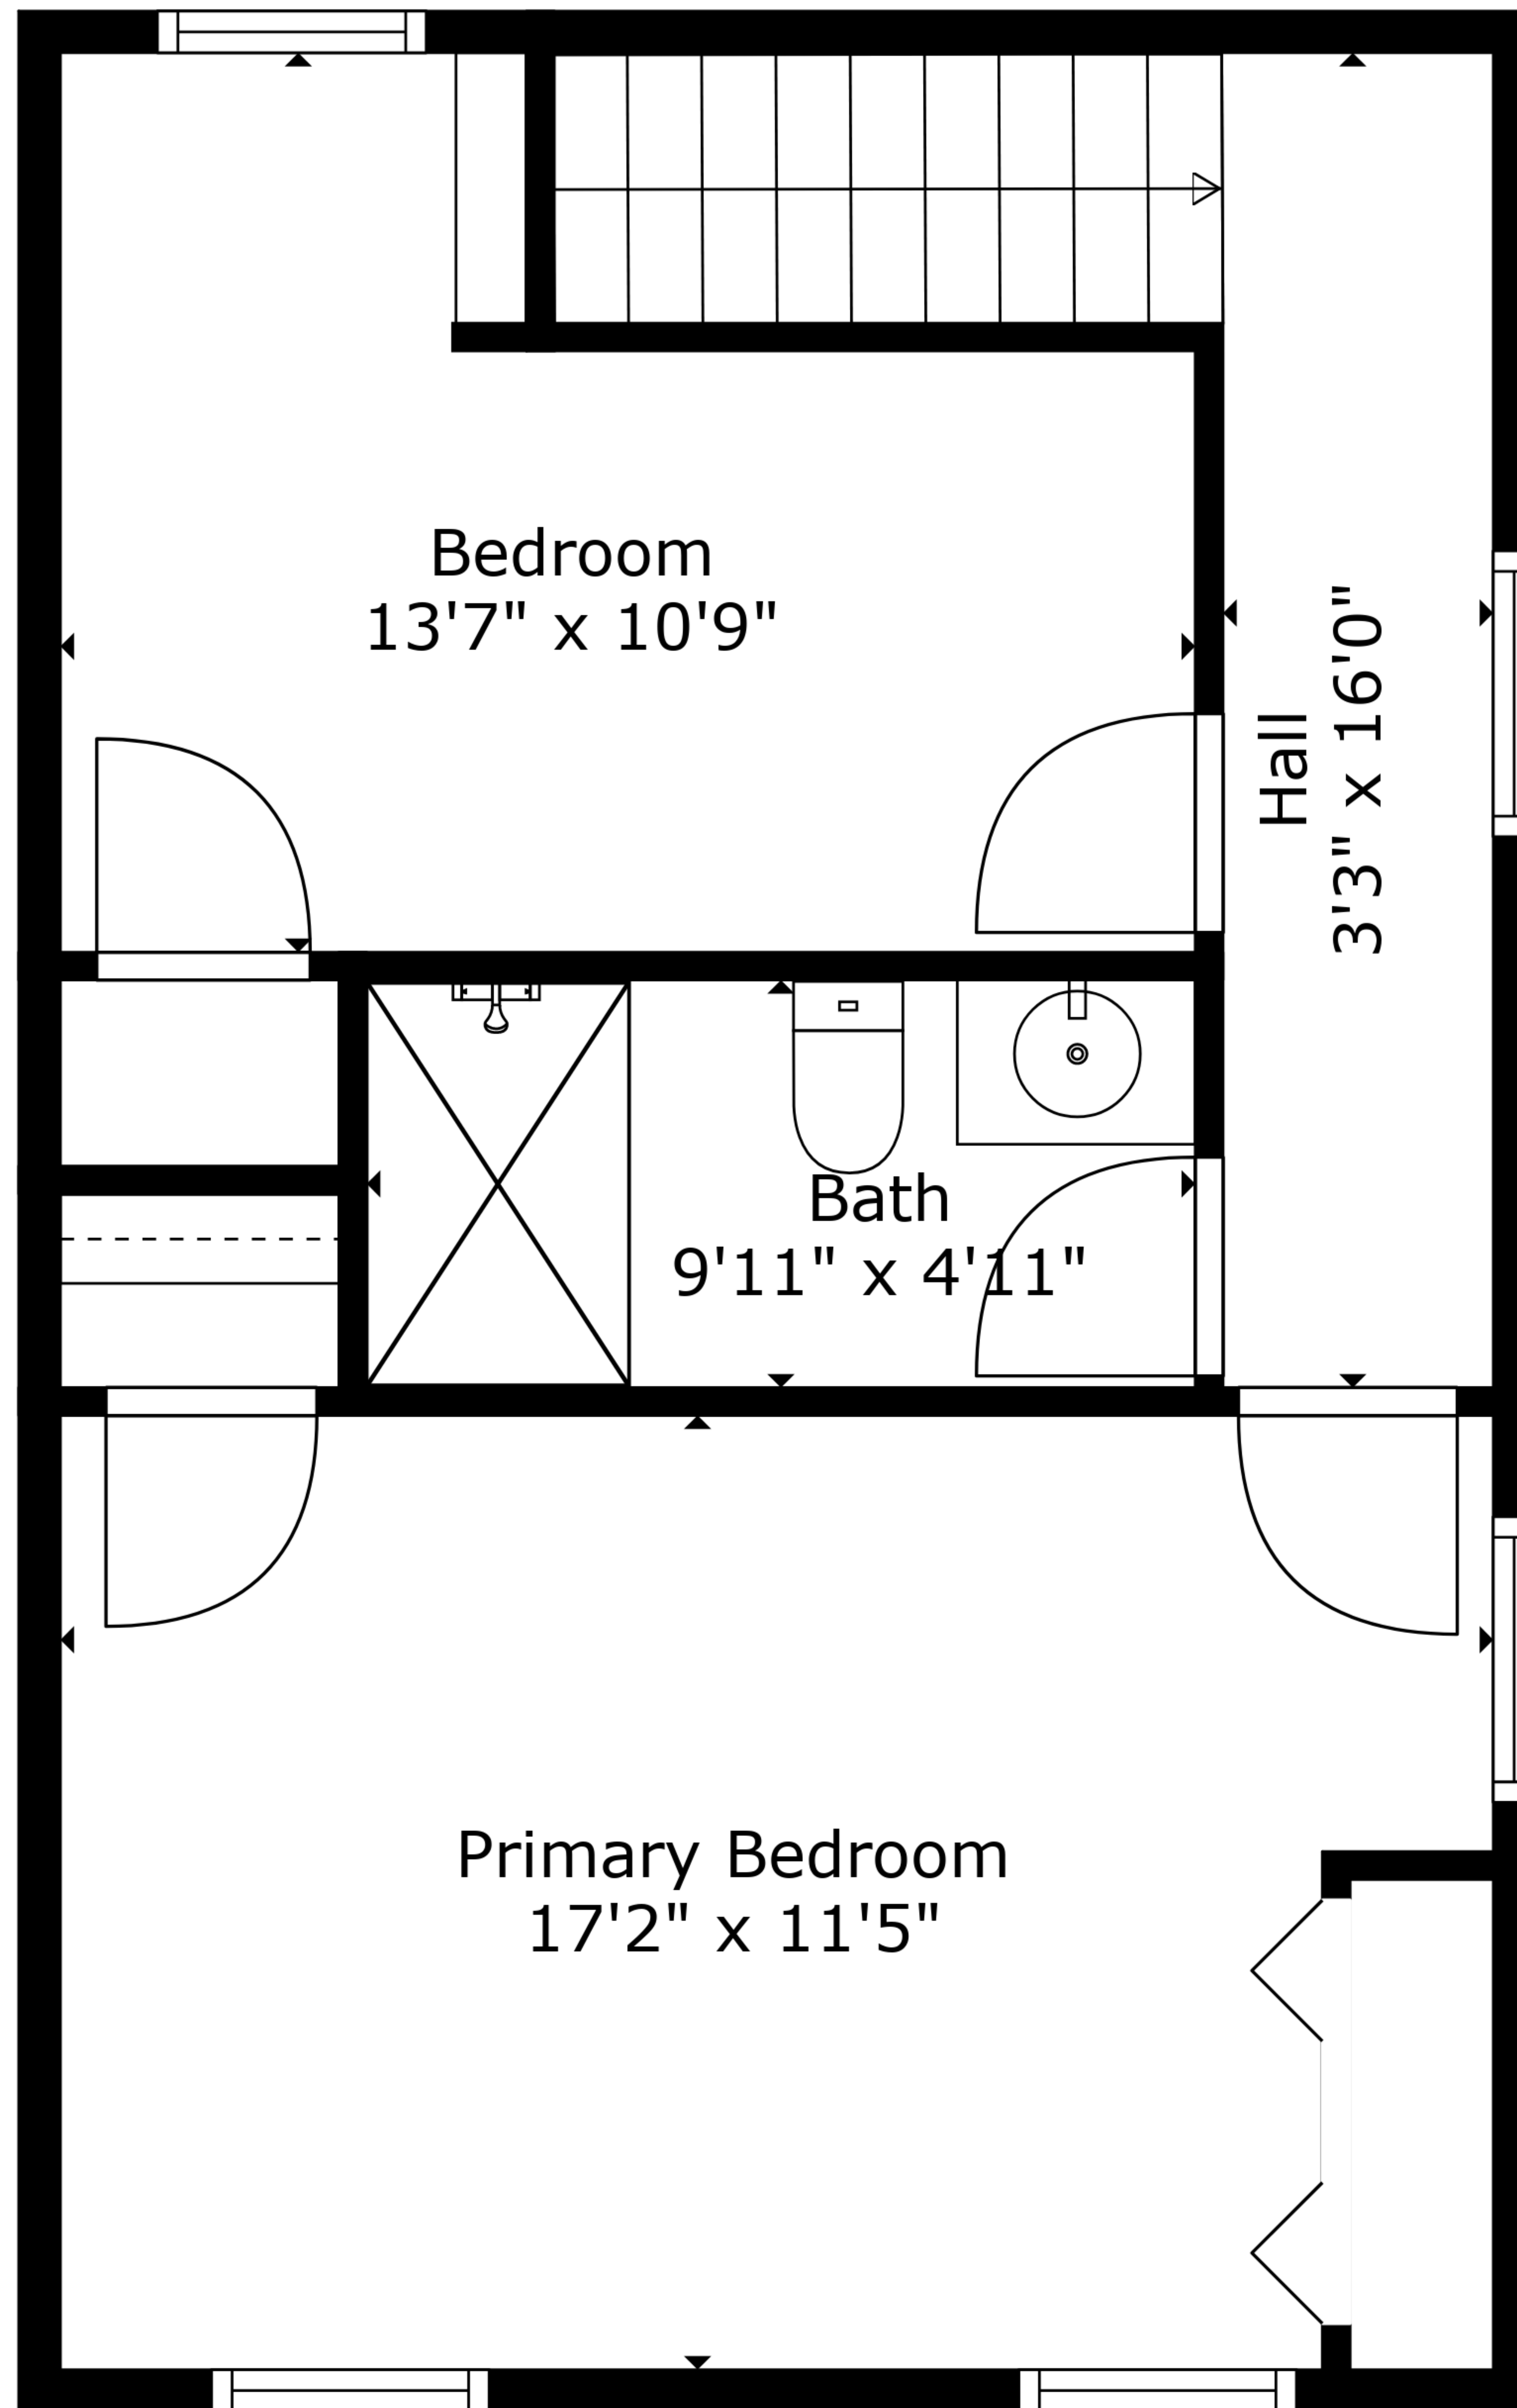 Bedroom
13'7" x 10'9"
Hall
3'3" x 16'0"
Bath
9'11" x 4'11"
Primary Bedroom
17'2" x 11'5"